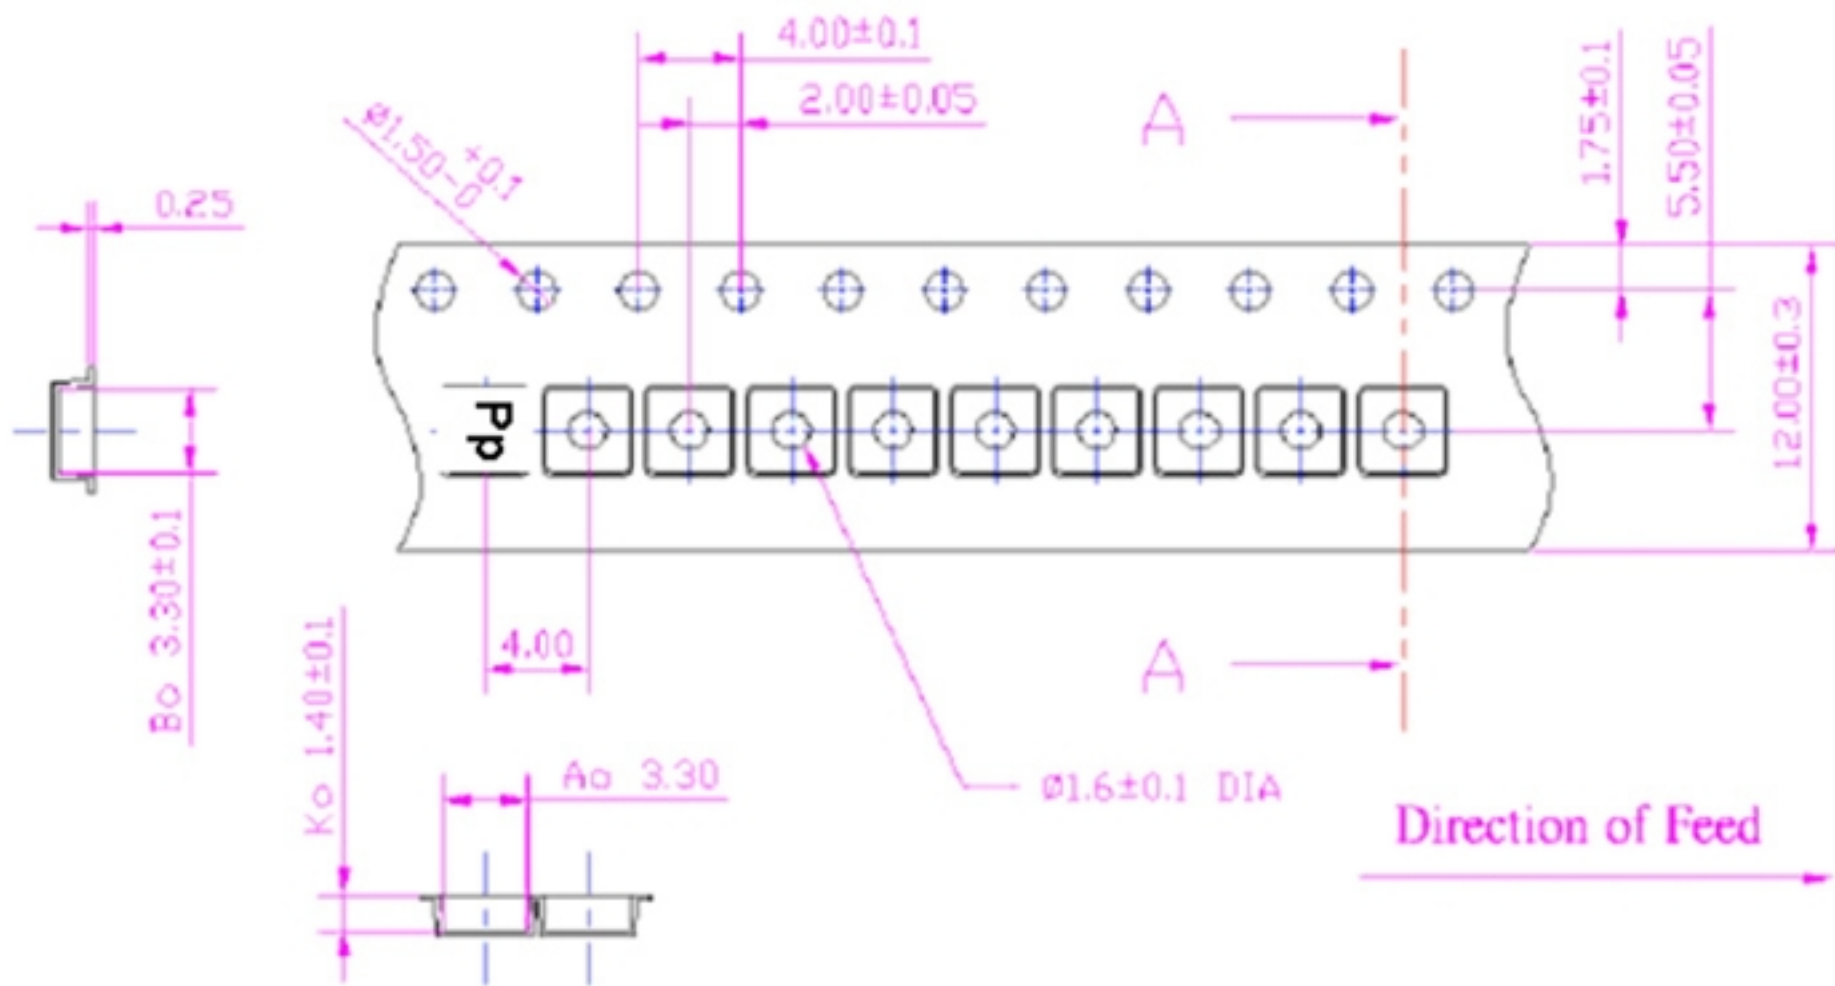 4.00±0.1
2.00±0.05
Ø1.50 +0.1 -0
0.25
A
1.75±0.1
5.50±0.05
12.00±0.3
Pp
Bo 3.30±0.1
4.00
A
Ko 1.40±0.1
Ao 3.30
Ø1.6±0.1 DIA
Direction of Feed